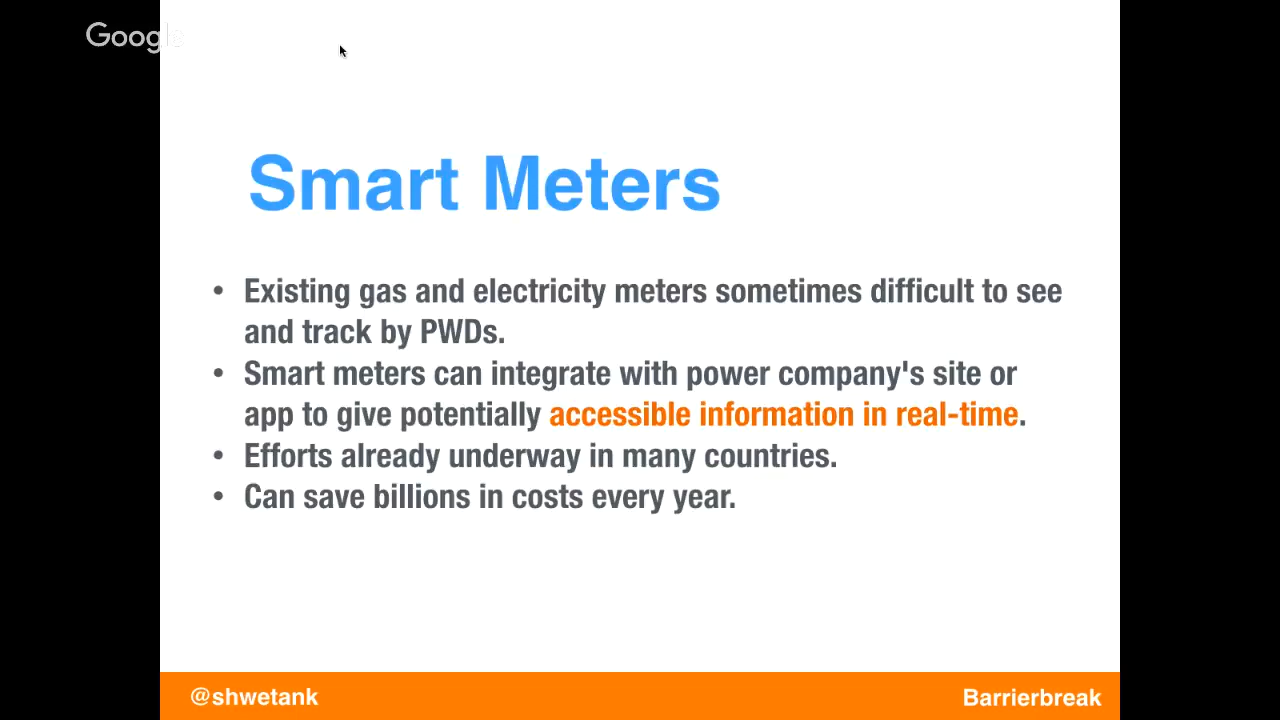 Google
Smart Meters
• Existing gas and electricity meters sometimes difficult to see
and track by PWDs.
• Smart meters can integrate with power company's site or
app to give potentially accessible information in real-time.
• Efforts already underway in many countries.
• Can save billions in costs every year.
@shwetank
Barrierbreak